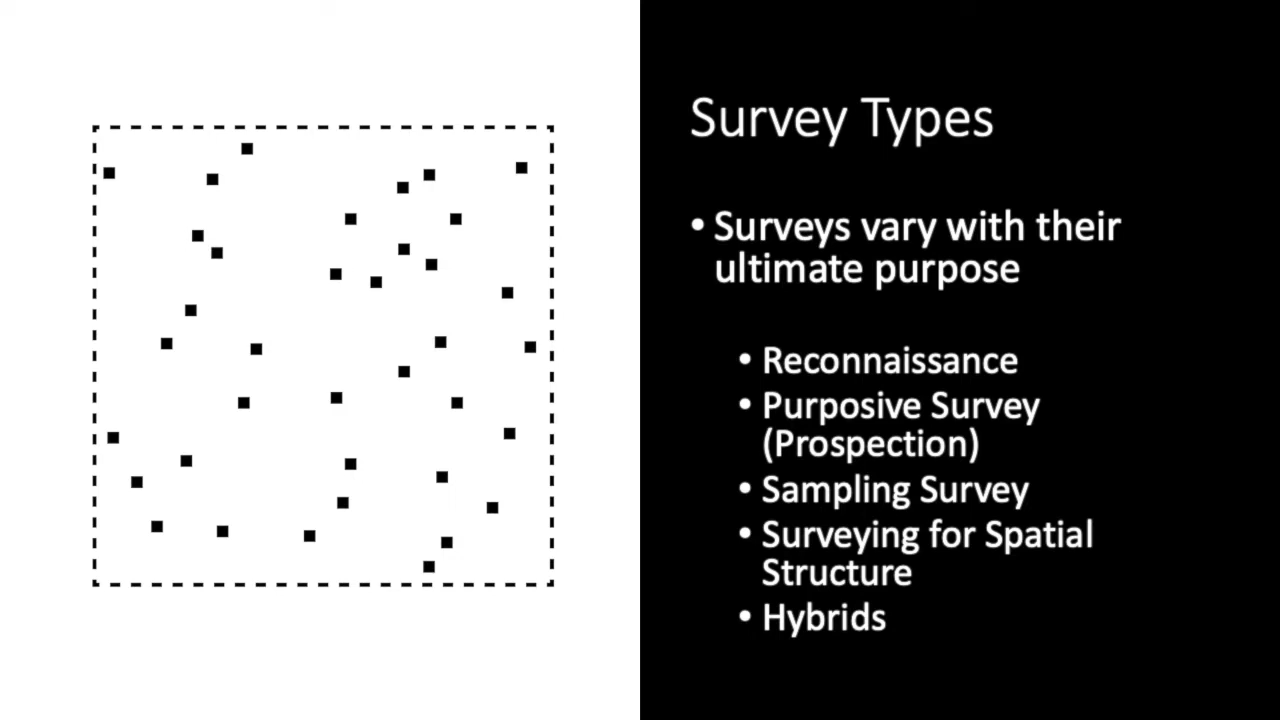 Survey Types
• Surveys vary with their
ultimate purpose
• Reconnaissance
• Purposive Survey
(Prospection)
• Sampling Survey
• Surveying for Spatial
Structure
• Hybrids